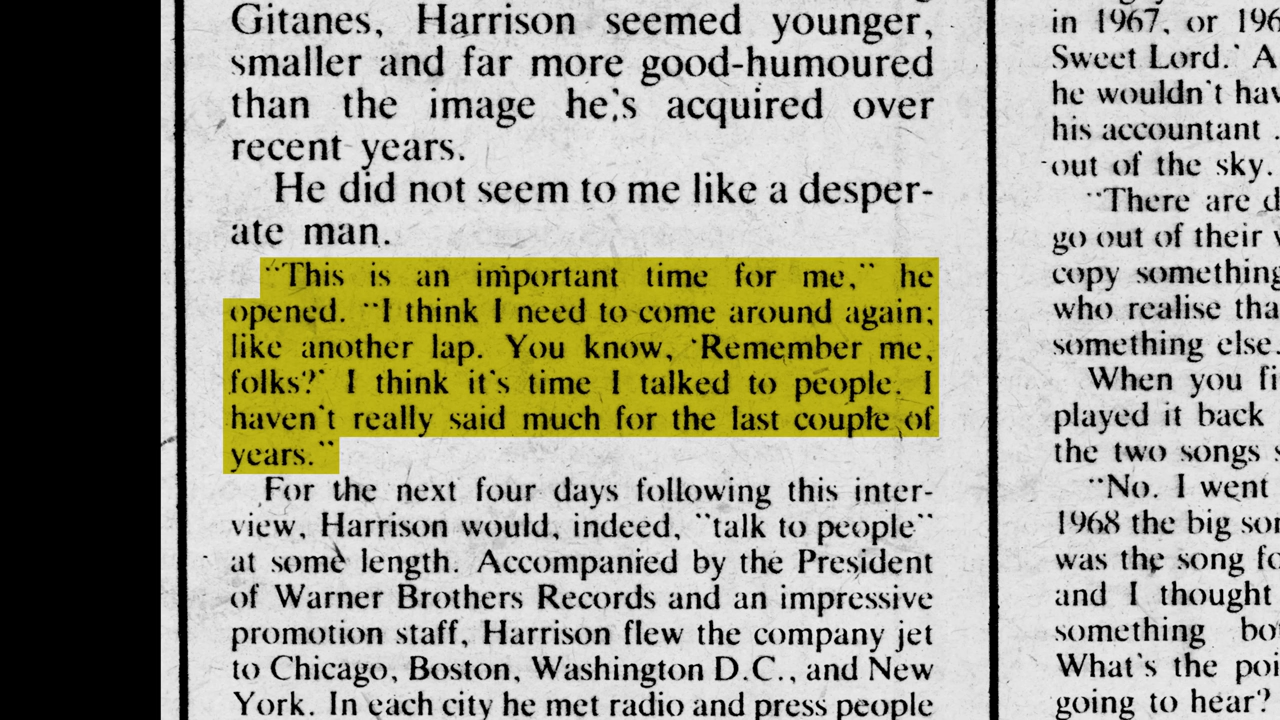 Gitanes, Harrison seemed younger,
smaller and far more good-humoured
than the image he's acquired over
recent years.
He did not seem to me like a desper-
ate man.
"This is an important time for me," he
opened. "I think I need to come around again;
like another lap. You know, 'Remember me,
folks?' I think it's time I talked to people. I
haven't really said much for the last couple of
years."
For the next four days following this inter-
view, Harrison would, indeed, "talk to people"
at some length. Accompanied by the President
of Warner Brothers Records and an impressive
promotion staff, Harrison flew the company jet
to Chicago, Boston, Washington D.C., and New
York. In each city he met radio and press people
in 1967, or
Sweet Lord.'
he wouldn't
his accountant
out of the sky.
"There are
go out of their
copy something
who realise
something else.
When you
played it back
the two songs
"No. I went
1968 the big
was the song
and I thought
something
What's the
going to hear?